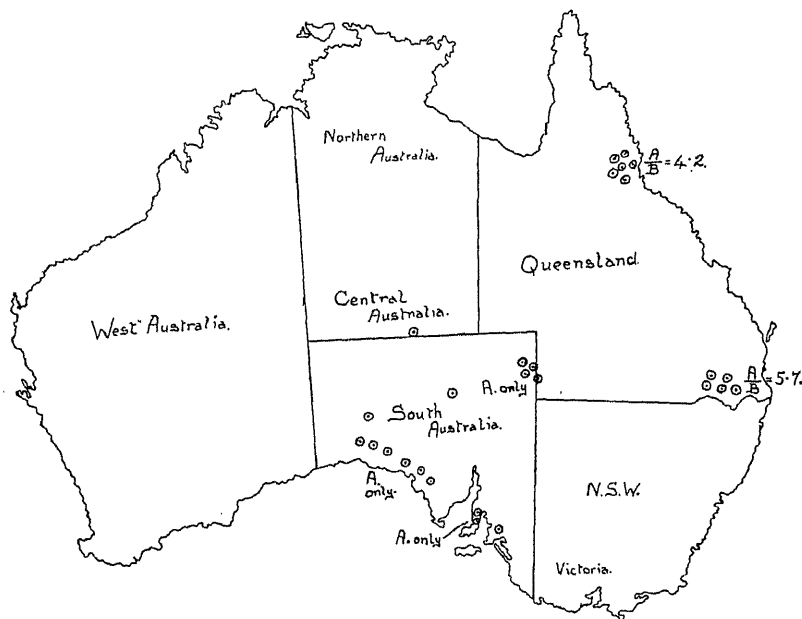 Northern
Australia.
A/B = 4·2.
Queensland.
Central
Australia.
West Australia.
A/B = 5·7.
A. only
South
Australia.
A.
only.
N.S.W.
A. only
Victoria.